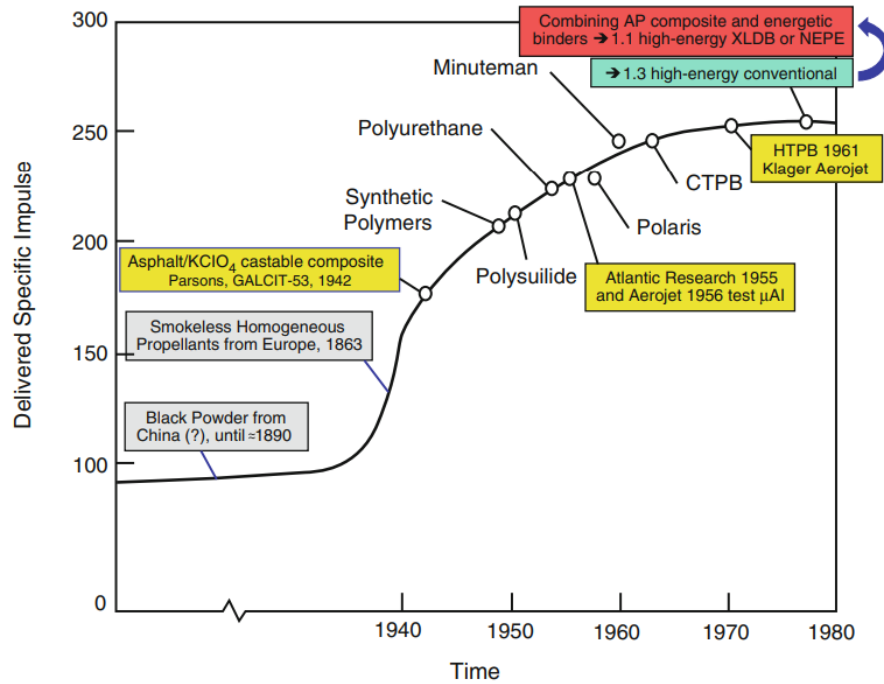 Delivered Specific Impulse
300
250
200
150
100
0
1940
1950
1960
1970
1980
Time
Combining AP composite and energetic
binders ➔ 1.1 high-energy XLDB or NEPE
➔ 1.3 high-energy conventional
Minuteman
Polyurethane
HTPB 1961
Klager Aerojet
CTPB
Synthetic
Polymers
Polaris
Polysuilide
Asphalt/KClO₄ castable composite
Parsons, GALCIT-53, 1942
Atlantic Research 1955
and Aerojet 1956 test µAl
Smokeless Homogeneous
Propellants from Europe, 1863
Black Powder from
China (?), until ≈1890